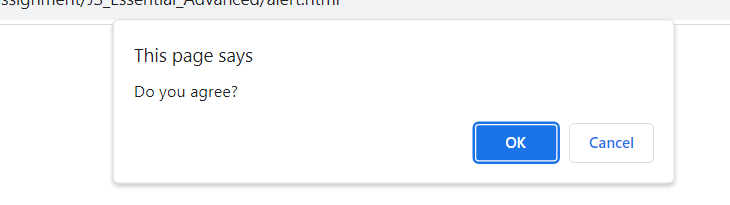 ssignment/JS_Essential_Advanced/alert.html
This page says
Do you agree?
OK
Cancel